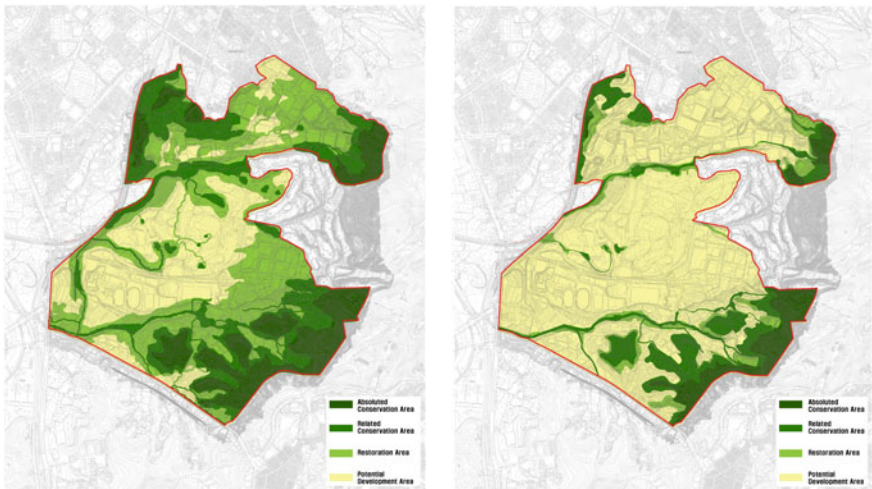 Absoluted
Conservation Area
Related
Conservation Area
Restoration Area
Potential
Development Area
Absoluted
Conservation Area
Related
Conservation Area
Restoration Area
Potential
Development Area